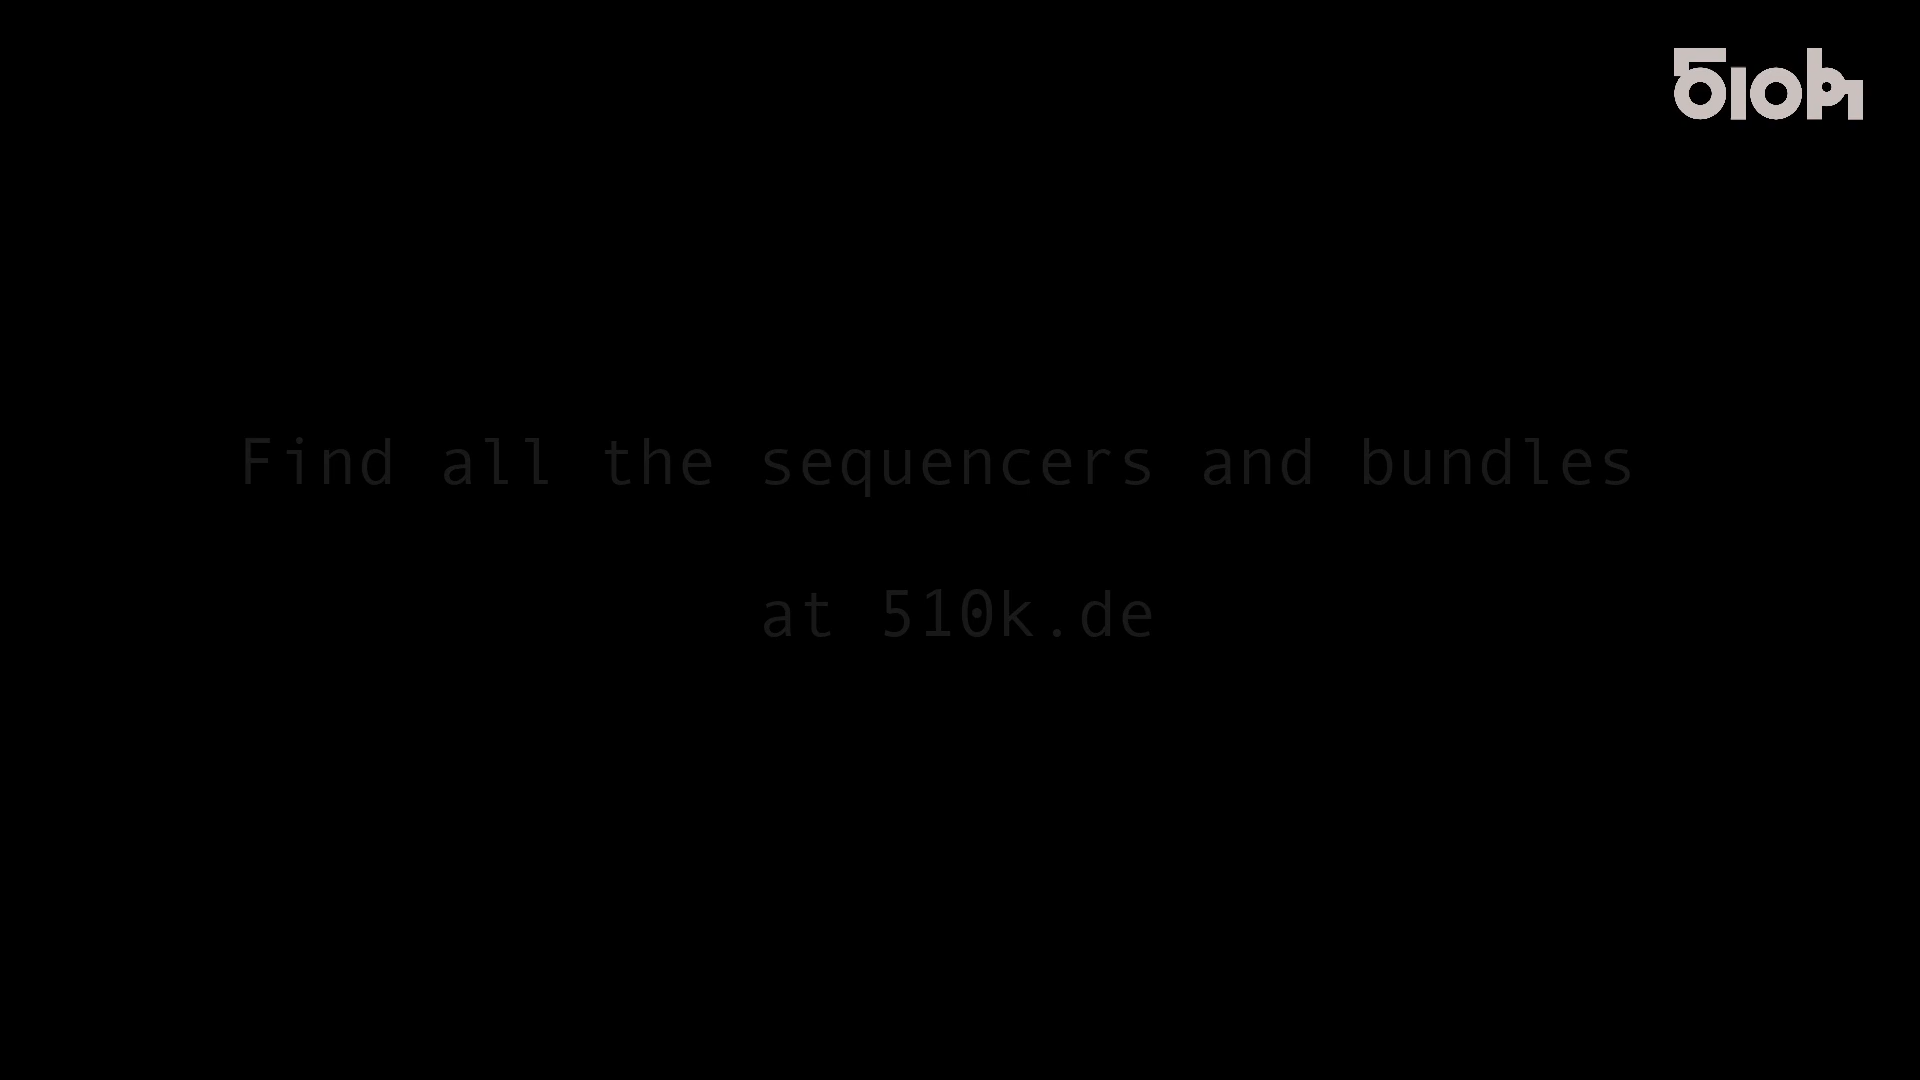 510k
Find all the sequencers and bundles
at 510k.de